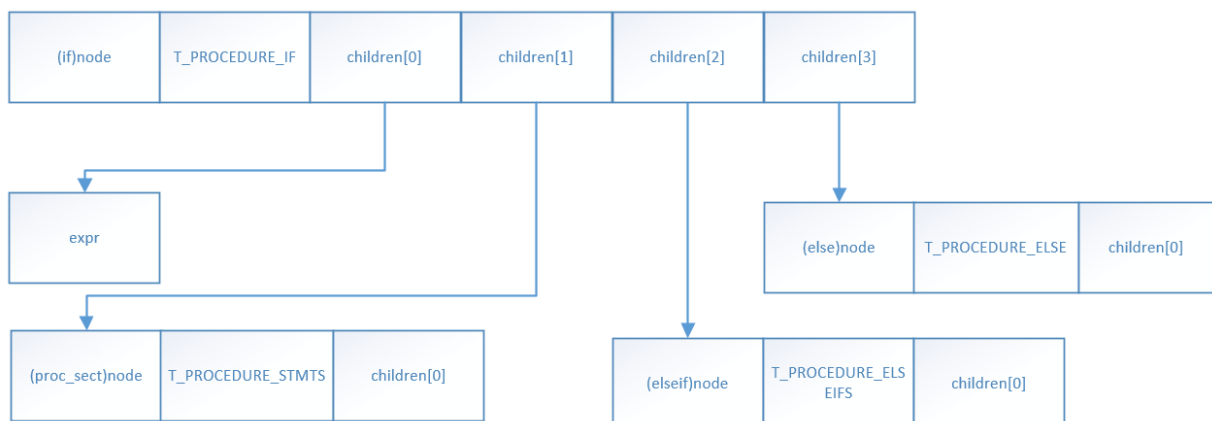 (if)node T_PROCEDURE_IF children[0] children[1] children[2] children[3]
expr
(else)node T_PROCEDURE_ELSE children[0]
(proc_sect)node T_PROCEDURE_STMTS children[0]
(elseif)node T_PROCEDURE_ELS
EIFS children[0]